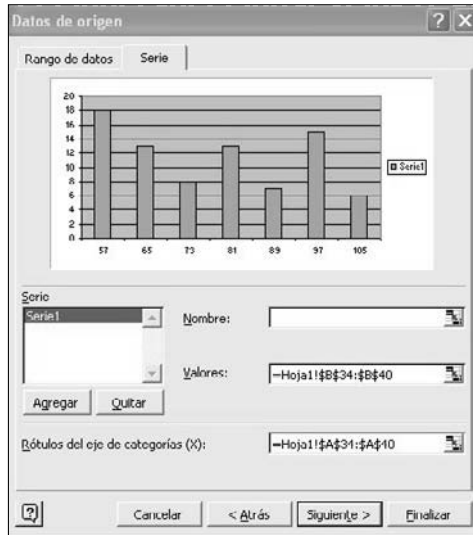 Datos de origen
Rango de datos Serie
20
18
16
14
12
10
8
6
4
2
0
57 65 73 81 89 97 105
Serie1
Serie
Serie1
Nombre:
Valores: =Hoja1!$B$34:$B$40
Agregar Quitar
Rótulos del eje de categorías (X): =Hoja1!$A$34:$A$40
Cancelar < Atrás Siguiente > Finalizar